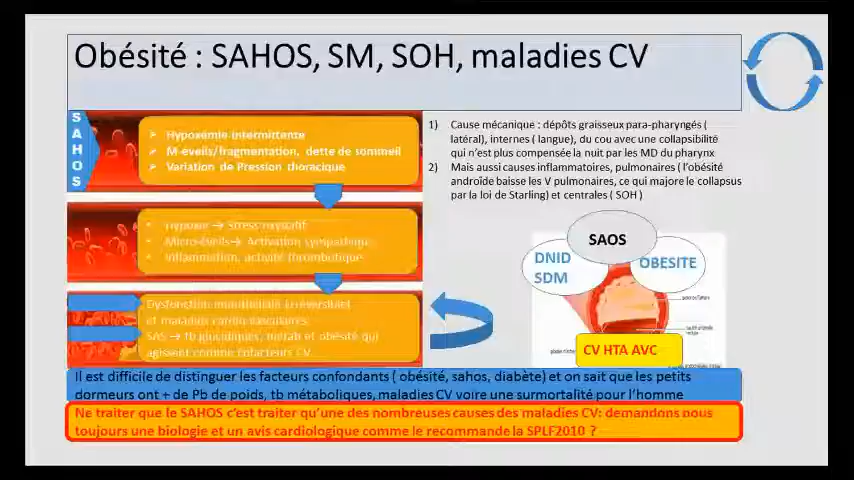 Obésité : SAHOS, SM, SOH, maladies CV
S
A
H
O
S
Hypoxémie intermittente
M-éveils/fragmentation, dette de sommeil
Variation de Pression thoracique
Hypoxie → Stress oxydatif
Micro-éveils→ Activation sympathique
Inflammation, activité thrombotique
Dysfonction endothéliale irréversible
et maladies cardio-vasculaires.
SAS → tb glucidiques, métab et obésité qui
agissent comme cofacteurs CV
1) Cause mécanique : dépôts graisseux para-pharyngés (
latéral), internes ( langue), du cou avec une collapsibilité
qui n'est plus compensée la nuit par les MD du pharynx
2) Mais aussi causes inflammatoires, pulmonaires ( l'obésité
androïde baisse les V pulmonaires, ce qui majore le collapsus
par la loi de Starling) et centrales ( SOH )
SAOS
DNID
SDM
OBESITE
CV HTA AVC
Il est difficile de distinguer les facteurs confondants ( obésité, sahos, diabète) et on sait que les petits
dormeurs ont + de Pb de poids, tb métaboliques, maladies CV voire une surmortalité pour l'homme
Ne traiter que le SAHOS c'est traiter qu'une des nombreuses causes des maladies CV: demandons nous
toujours une biologie et un avis cardiologique comme le recommande la SPLF2010 ?